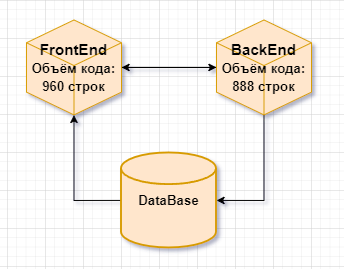 FrontEnd
Объём кода:
960 строк
BackEnd
Объём кода:
888 строк
DataBase